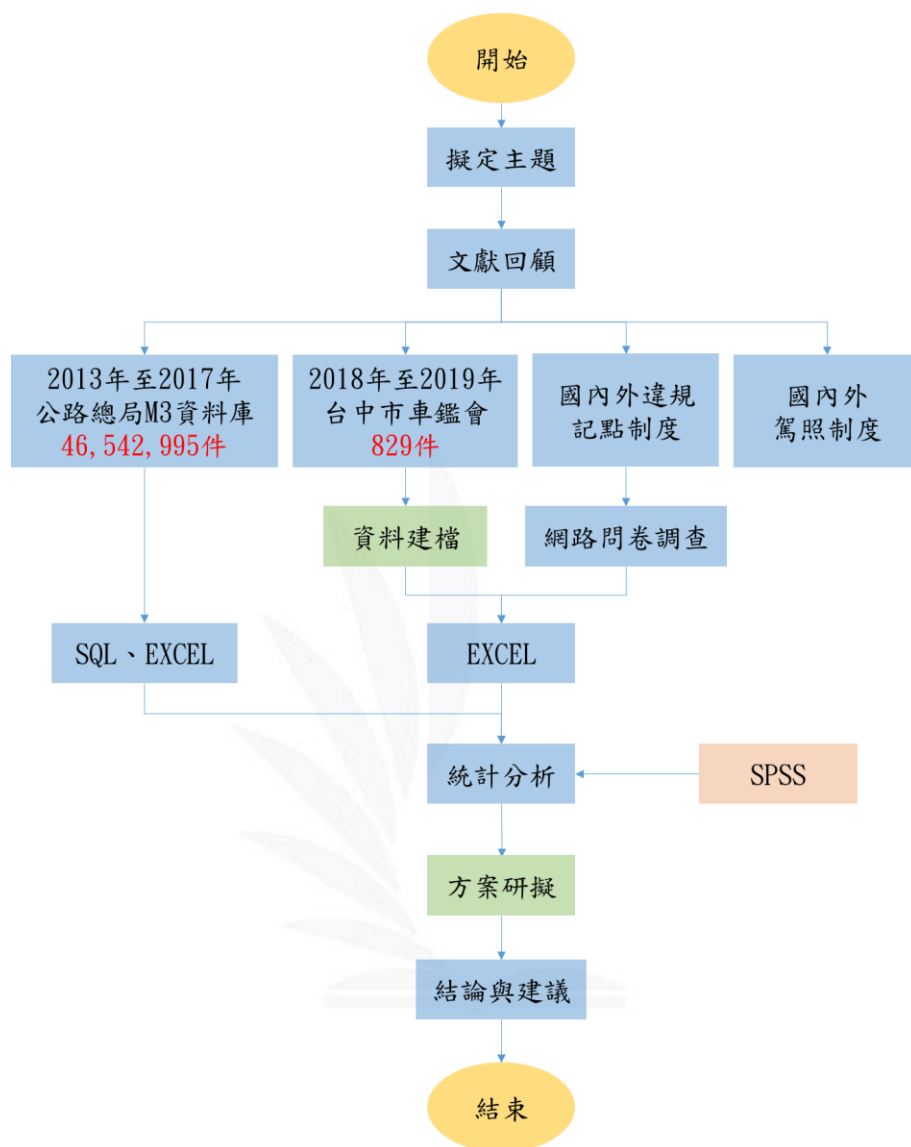 開始
擬定主題
文獻回顧
2013年至2017年
公路總局M3資料庫
46,542,995件
2018年至2019年
台中市車鑑會
829件
國內外違規
記點制度
國內外
駕照制度
資料建檔
網路問卷調查
SQL、EXCEL
EXCEL
統計分析
SPSS
方案研擬
結論與建議
結束